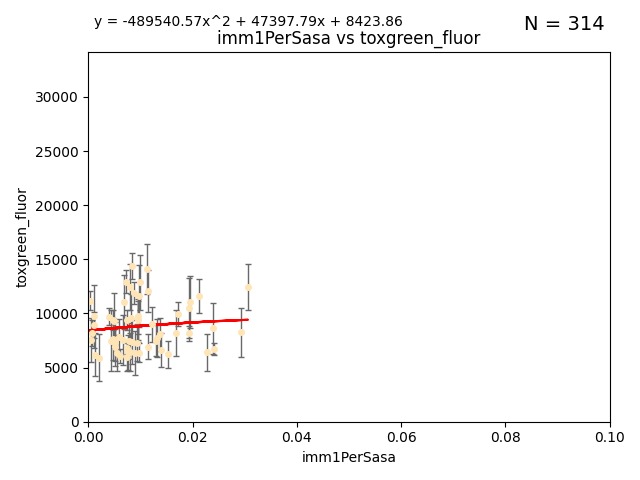 y = -489540.57x^2 + 47397.79x + 8423.86
N = 314
imm1PerSasa vs toxgreen_fluor
30000
25000
20000
15000
10000
5000
0
toxgreen_fluor
0.00 0.02 0.04 0.06 0.08 0.10
imm1PerSasa